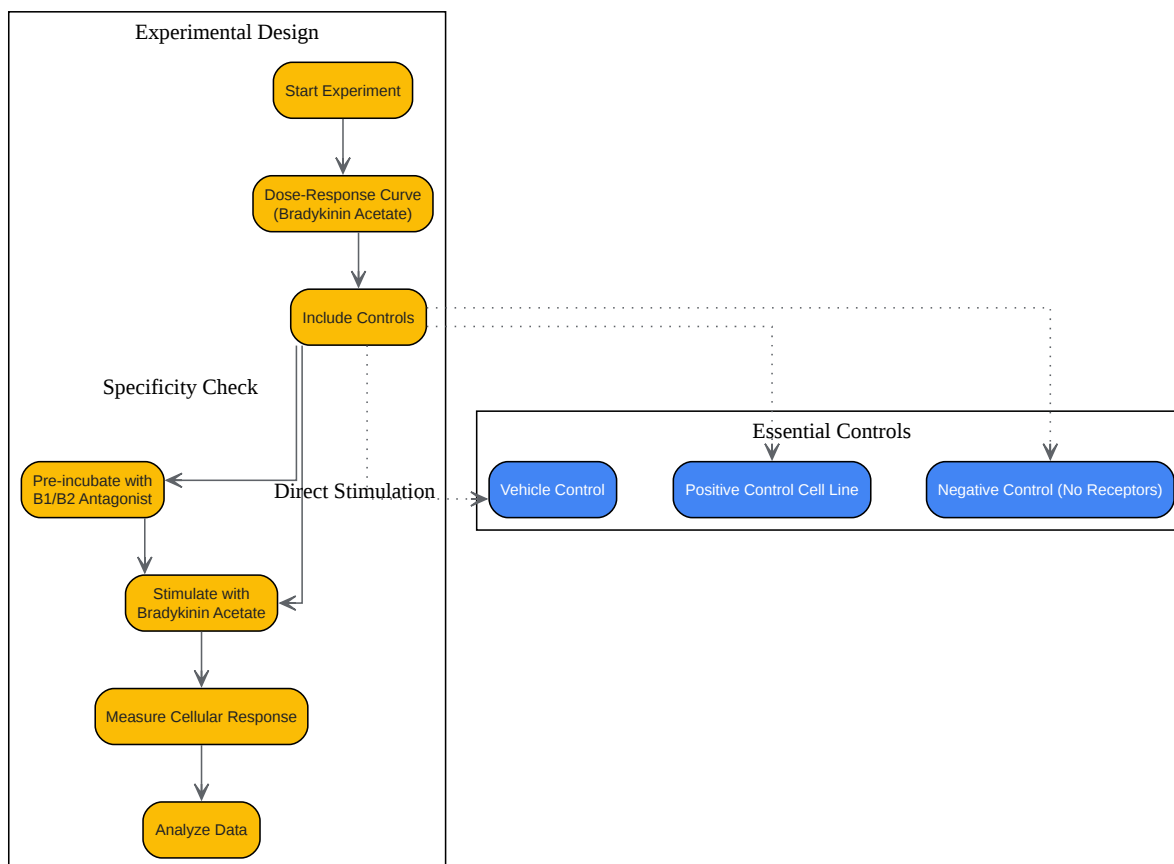 Experimental Design
Start Experiment
Dose-Response Curve
(Bradykinin Acetate)
Include Controls
Specificity Check
Essential Controls
Pre-incubate with
B1/B2 Antagonist
Direct Stimulation
Vehicle Control
Positive Control Cell Line
Negative Control (No Receptors)
Stimulate with
Bradykinin Acetate
Measure Cellular Response
Analyze Data